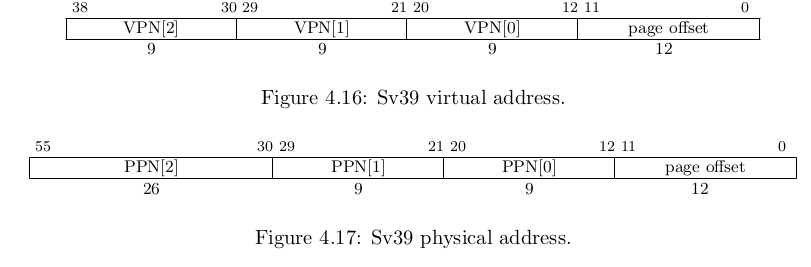 38 30 29 21 20 12 11 0
VPN[2] VPN[1] VPN[0] page offset
9 9 9 12
Figure 4.16: Sv39 virtual address.
55 30 29 21 20 12 11 0
PPN[2] PPN[1] PPN[0] page offset
26 9 9 12
Figure 4.17: Sv39 physical address.